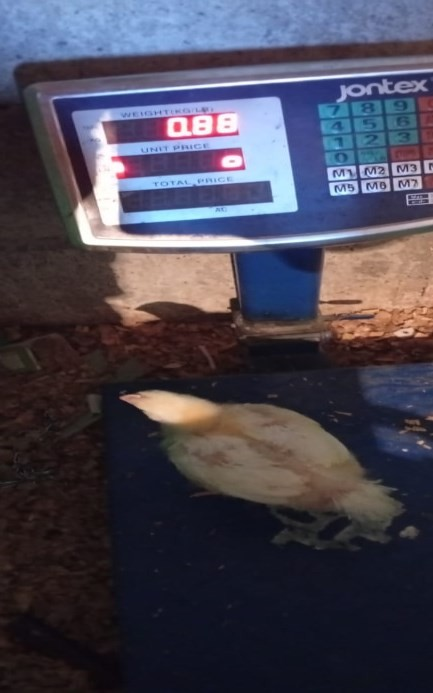 Jontex
WEIGHT(KG/LB)
0.88
UNIT PRICE
0
TOTAL PRICE
AC
7 8 9
4 5 6
1 2 3
0
M1 M2 M3
M5 M6 M7